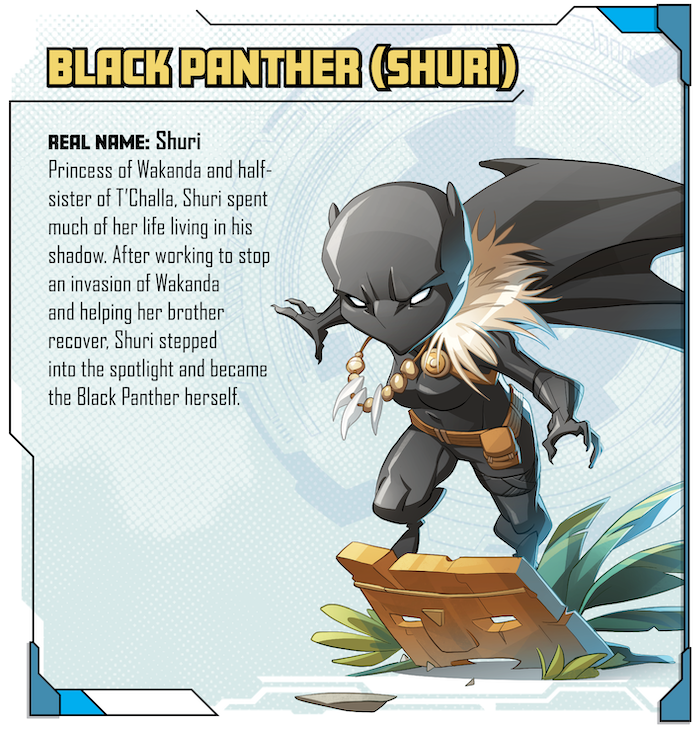 BLACK PANTHER (SHURI)
REAL NAME: Shuri
Princess of Wakanda and half-
sister of T'Challa, Shuri spent
much of her life living in his
shadow. After working to stop
an invasion of Wakanda
and helping her brother
recover, Shuri stepped
into the spotlight and became
the Black Panther herself.